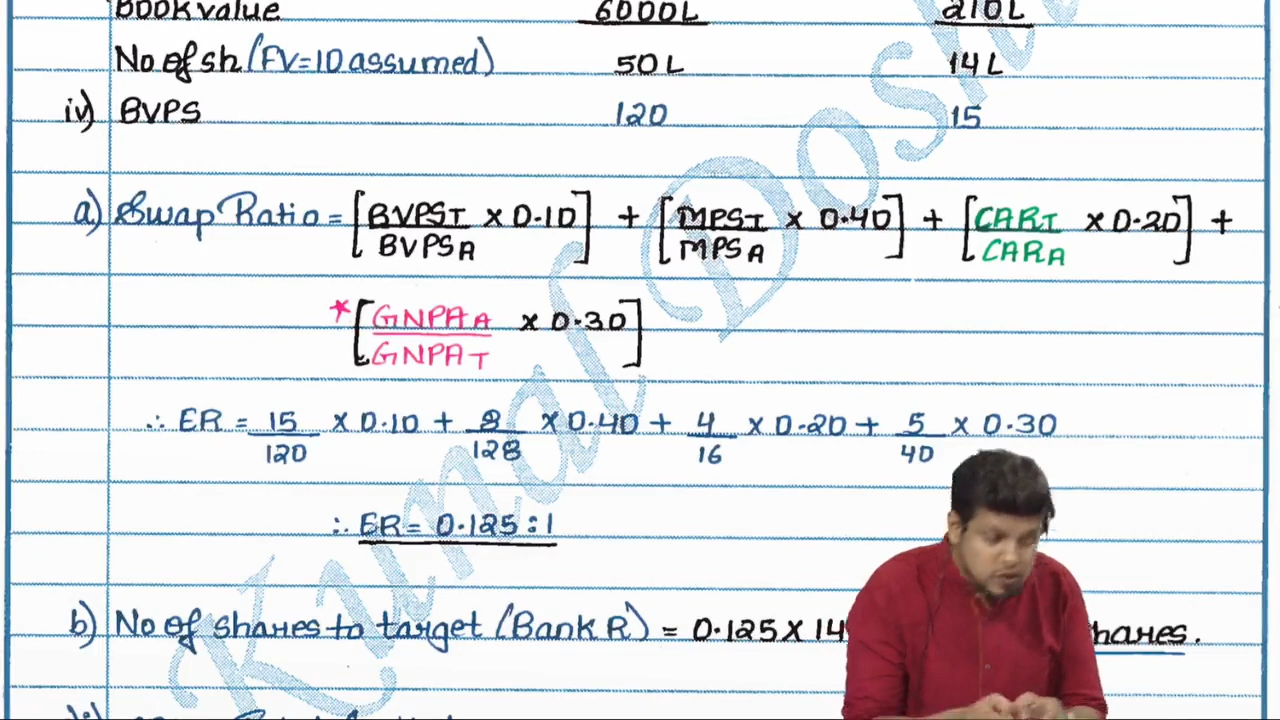 Book value 6000L 210L
No of sh (FV=10 assumed) 50L 14L
iv) BVPS 120 15
a) Swap Ratio = [BVPST/BVPSA × 0.10] + [MPST/MPSA × 0.40] + [CART/CARA × 0.20] +
*[GNPAA/GNPAT × 0.30]
∴ ER = 15/120 × 0.10 + 8/128 × 0.40 + 4/16 × 0.20 + 5/40 × 0.30
∴ ER = 0.125 : 1
b) No of shares to target (Bank R) = 0.125 × 14 hares.
Kunal Dosh